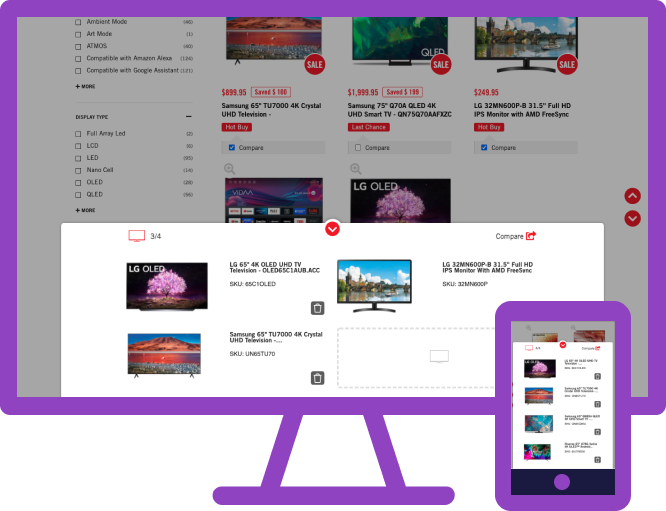 Ambient Mode (46)
Art Mode (1)
ATMOS (40)
Compatible with Amazon Alexa (124)
Compatible with Google Assistant (121)
+ MORE
DISPLAY TYPE
Full Array Led (2)
LCD (6)
LED (95)
Nano Cell (14)
OLED (28)
QLED (56)
+ MORE
SALE
QLED
SALE
SALE
$899.95 Saved $ 100
Samsung 65" TU7000 4K Crystal
UHD Television -
Hot Buy
Compare
$1,999.95 Saved $ 199
Samsung 75" Q70A QLED 4K
UHD Smart TV - QN75Q70AAFXZC
Last Chance
Compare
$249.95
LG 32MN600P-B 31.5" Full HD
IPS Monitor with AMD FreeSync
Hot Buy
Compare
VIDAA
LG OLED
3/4
Compare
LG OLED
LG 65" 4K OLED UHD TV
Television - OLED65C1AUB.ACC
SKU: 65C1OLED
LG 32MN600P-B 31.5" Full HD
IPS Monitor With AMD FreeSync
SKU: 32MN600P
Samsung 65" TU7000 4K Crystal
UHD Television -...
SKU: UN65TU70
4/4
Compare
LG OLED